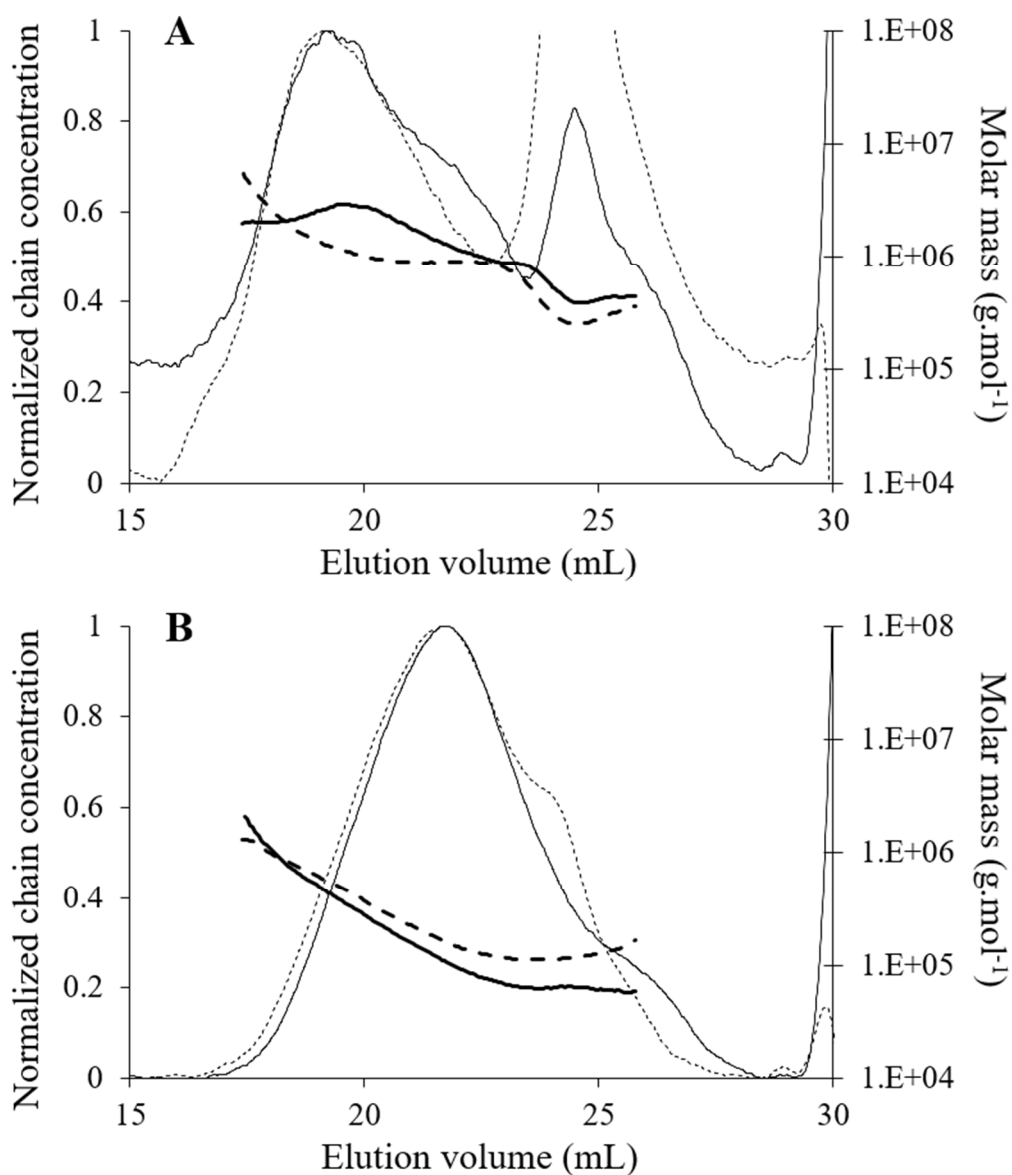 A
Normalized chain concentration
1
0.8
0.6
0.4
0.2
0
1.E+08
1.E+07
1.E+06
1.E+05
1.E+04
Molar mass (g.mol-1)
15 20 25 30
Elution volume (mL)
B
Normalized chain concentration
1
0.8
0.6
0.4
0.2
0
1.E+08
1.E+07
1.E+06
1.E+05
1.E+04
Molar mass (g.mol-1)
15 20 25 30
Elution volume (mL)